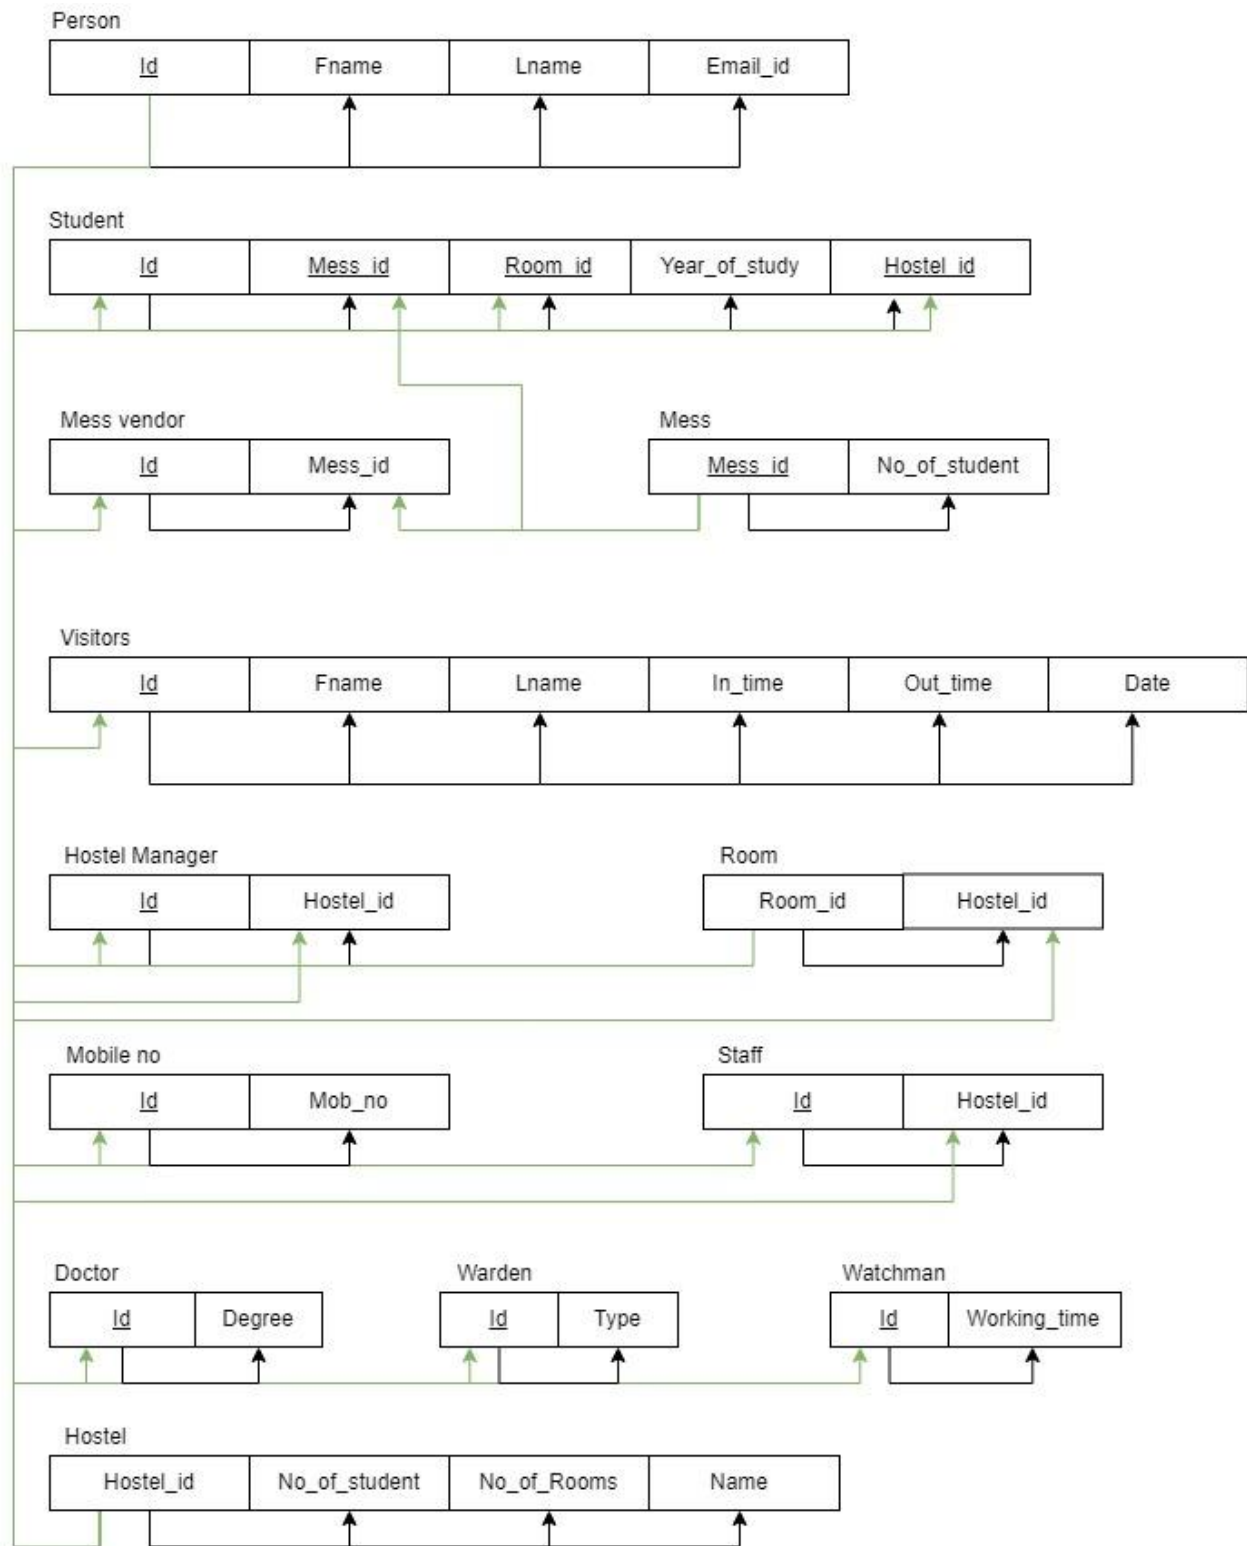 Person
Id Fname Lname Email_id
Student
Id Mess_id Room_id Year_of_study Hostel_id
Mess vendor Mess
Id Mess_id Mess_id No_of_student
Visitors
Id Fname Lname In_time Out_time Date
Hostel Manager Room
Id Hostel_id Room_id Hostel_id
Mobile no Staff
Id Mob_no Id Hostel_id
Doctor Warden Watchman
Id Degree Id Type Id Working_time
Hostel
Hostel_id No_of_student No_of_Rooms Name